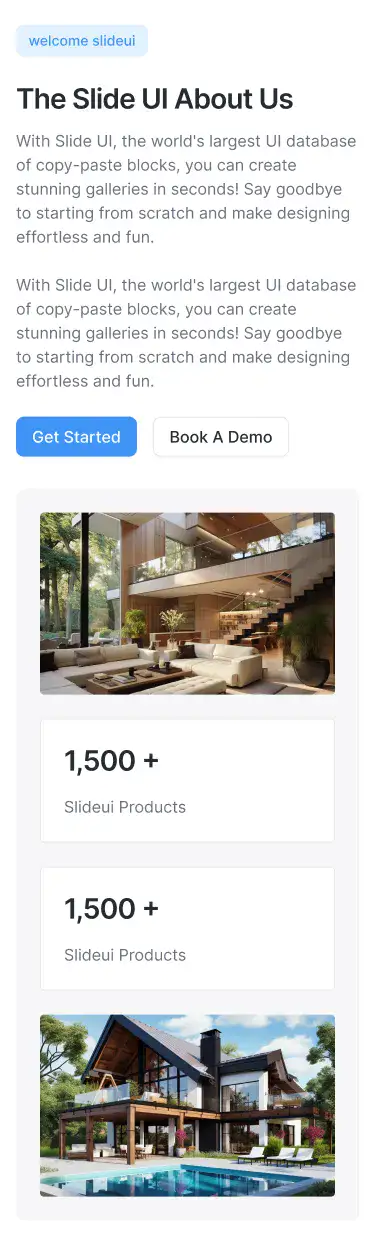 welcome slideui
The Slide UI About Us
With Slide UI, the world's largest UI database
of copy-paste blocks, you can create
stunning galleries in seconds! Say goodbye
to starting from scratch and make designing
effortless and fun.
With Slide UI, the world's largest UI database
of copy-paste blocks, you can create
stunning galleries in seconds! Say goodbye
to starting from scratch and make designing
effortless and fun.
Get Started
Book A Demo
1,500 +
Slideui Products
1,500 +
Slideui Products